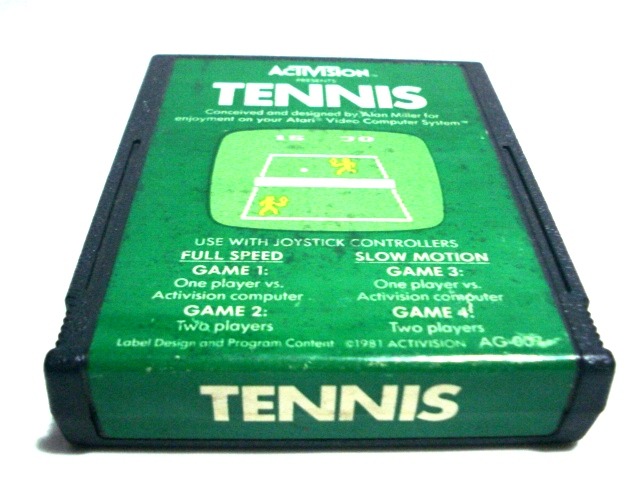 ACTIVISION™
PRESENTS
TENNIS
Conceived and designed by Alan Miller for
enjoyment on your Atari® Video Computer System™
15 30
USE WITH JOYSTICK CONTROLLERS
FULL SPEED
GAME 1:
One player vs.
Activision computer
GAME 2:
Two players
SLOW MOTION
GAME 3:
One player vs.
Activision computer
GAME 4:
Two players
Label Design and Program Content ©1981 ACTIVISION
TENNIS